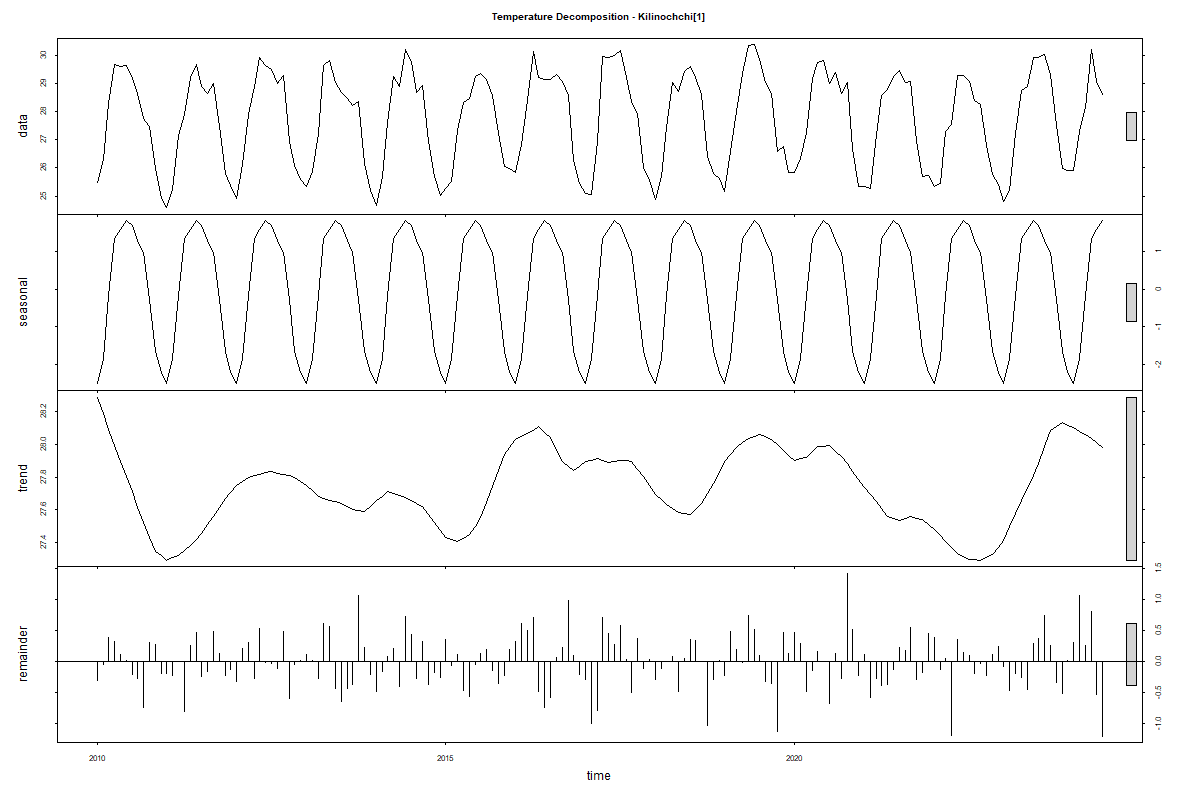 Temperature Decomposition - Kilinochchi[1]
data
25 26 27 28 29 30
seasonal
-2 -1 0 1
trend
27.4 27.6 27.8 28.0 28.2
remainder
-1.0 -0.5 0.0 0.5 1.0 1.5
2010 2015 2020
time